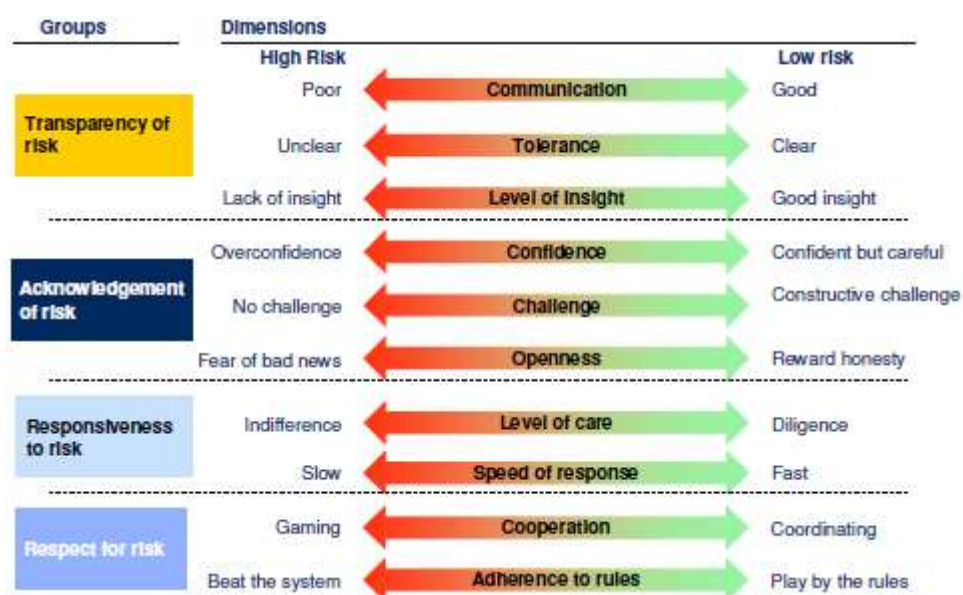 Groups Dimensions
High Risk Low risk
Poor Communication Good
Transparency of
risk
Unclear Tolerance Clear
Lack of insight Level of insight Good insight
Overconfidence Confidence Confident but careful
Acknowledgement
of risk
No challenge Challenge Constructive challenge
Fear of bad news Openness Reward honesty
Responsiveness
to risk
Indifference Level of care Diligence
Slow Speed of response Fast
Gaming Cooperation Coordinating
Respect for risk
Beat the system Adherence to rules Play by the rules